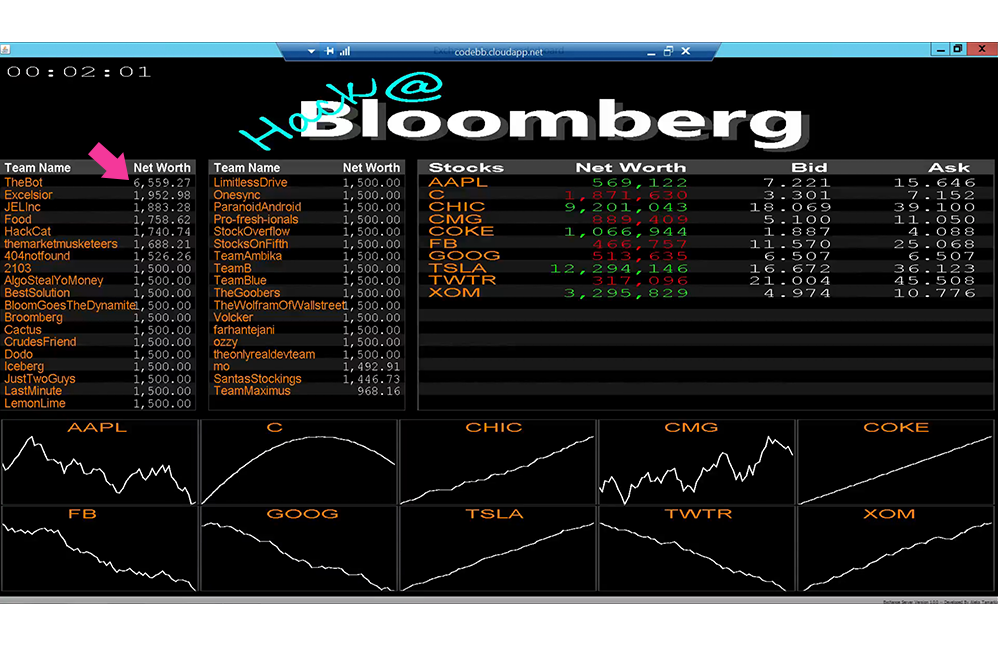 codebb.cloudapp.net
00:02:01
Hack @
Bloomberg
Team Name Net Worth
TheBot 6,559.27
Excelsior 1,952.98
JELInc 1,883.28
Food 1,758.62
HackCat 1,740.74
themarketmusketeers 1,688.21
404notfound 1,526.26
2103 1,500.00
AlgoStealYoMoney 1,500.00
BestSolution 1,500.00
BloomGoesTheDynamite 1,500.00
Broomberg 1,500.00
Cactus 1,500.00
CrudesFriend 1,500.00
Dodo 1,500.00
Iceberg 1,500.00
JustTwoGuys 1,500.00
LastMinute 1,500.00
LemonLime 1,500.00
Team Name Net Worth
LimitlessDrive 1,500.00
Onesync 1,500.00
ParanoidAndroid 1,500.00
Pro-fresh-ionals 1,500.00
StockOverflow 1,500.00
StocksOnFifth 1,500.00
TeamAmbika 1,500.00
TeamB 1,500.00
TeamBlue 1,500.00
TheGoobers 1,500.00
TheWolframOfWallstreet 1,500.00
Volcker 1,500.00
farhantejani 1,500.00
ozzy 1,500.00
theonlyrealdevteam 1,500.00
mo 1,492.91
SantasStockings 1,446.73
TeamMaximus 968.16
Stocks Net Worth Bid Ask
AAPL 569,122 7.221 15.646
C 1,871,630 3.301 7.152
CHIC 9,201,043 18.069 39.100
CMG 889,409 5.100 11.050
COKE 1,066,944 1.887 4.088
FB 466,757 11.570 25.068
GOOG 513,635 6.507 6.507
TSLA 12,294,146 16.672 36.123
TWTR 317,096 21.004 45.508
XOM 3,295,829 4.974 10.776
AAPL C CHIC CMG COKE
FB GOOG TSLA TWTR XOM